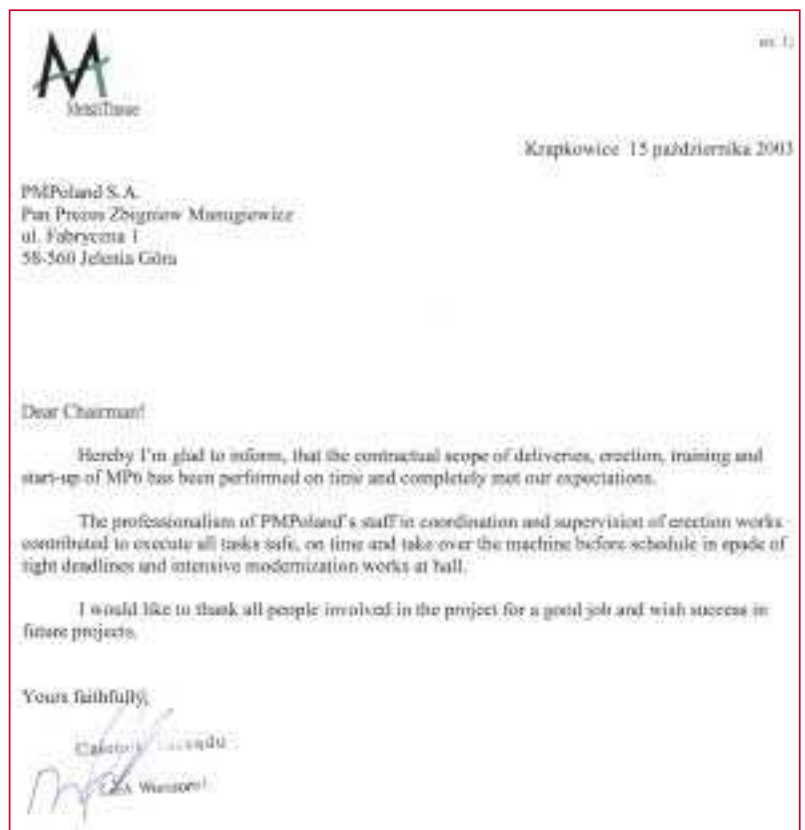 MetsäTissue
Krapkowice 15 października 2003
PMPoland S.A.
Pan Prezes Zbigniew Manugiewicz
ul. Fabryczna 1
58-560 Jelenia Góra
Dear Chairman!
Hereby I'm glad to inform, that the contractual scope of deliveries, erection, training and
start-up of MP6 has been performed on time and completely met our expectations.
The professionalism of PMPoland's staff in coordination and supervision of erection works
contributed to execute all tasks safe, on time and take over the machine before schedule in spade of
tight deadlines and intensive modernization works at hall.
I would like to thank all people involved in the project for a good job and wish success in
future projects.
Yours faithfully,